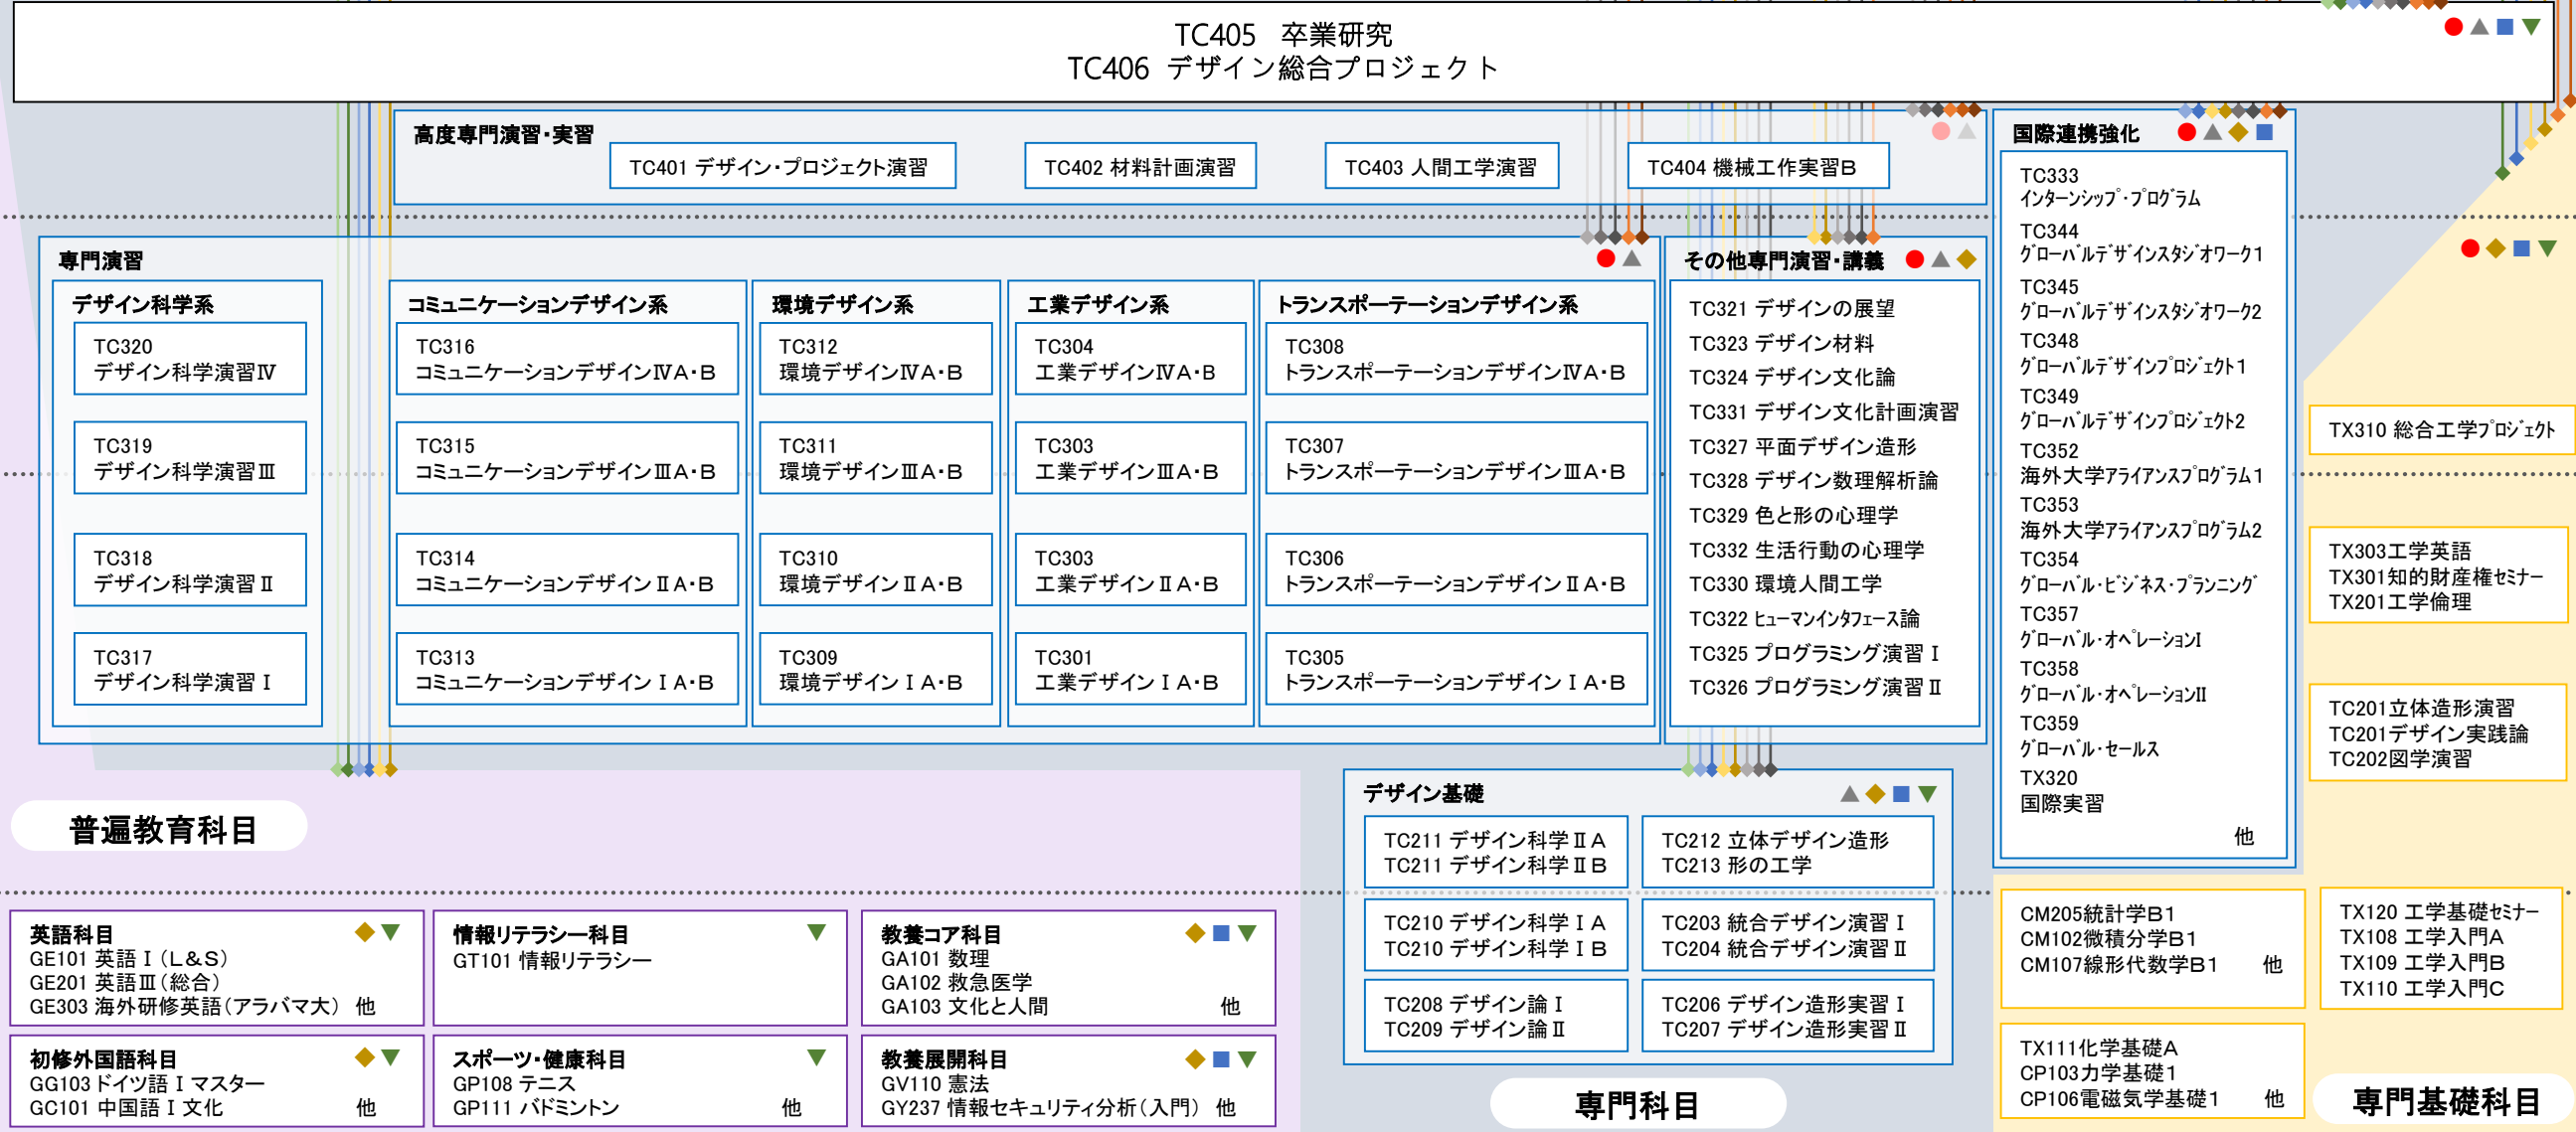 TC405 卒業研究
TC406 デザイン総合プロジェクト
高度専門演習・実習
TC401 デザイン・プロジェクト演習
TC402 材料計画演習
TC403 人間工学演習
TC404 機械工作実習B
国際連携強化
TC333
インターンシップ・プログラム
TC344
グローバルデザインスタジオワーク1
TC345
グローバルデザインスタジオワーク2
TC348
グローバルデザインプロジェクト1
TC349
グローバルデザインプロジェクト2
TC352
海外大学アライアンスプログラム1
TC353
海外大学アライアンスプログラム2
TC354
グローバル・ビジネス・プランニング
TC357
グローバル・オペレーションI
TC358
グローバル・オペレーションII
TC359
グローバル・セールス
TX320
国際実習
他
専門演習
デザイン科学系
TC320
デザイン科学演習Ⅳ
TC319
デザイン科学演習Ⅲ
TC318
デザイン科学演習Ⅱ
TC317
デザイン科学演習Ⅰ
コミュニケーションデザイン系
TC316
コミュニケーションデザインⅣA・B
TC315
コミュニケーションデザインⅢA・B
TC314
コミュニケーションデザインⅡA・B
TC313
コミュニケーションデザインⅠA・B
環境デザイン系
TC312
環境デザインⅣA・B
TC311
環境デザインⅢA・B
TC310
環境デザインⅡA・B
TC309
環境デザインⅠA・B
工業デザイン系
TC304
工業デザインⅣA・B
TC303
工業デザインⅢA・B
TC303
工業デザインⅡA・B
TC301
工業デザインⅠA・B
トランスポーテーションデザイン系
TC308
トランスポーテーションデザインⅣA・B
TC307
トランスポーテーションデザインⅢA・B
TC306
トランスポーテーションデザインⅡA・B
TC305
トランスポーテーションデザインⅠA・B
その他専門演習・講義
TC321 デザインの展望
TC323 デザイン材料
TC324 デザイン文化論
TC331 デザイン文化計画演習
TC327 平面デザイン造形
TC328 デザイン数理解析論
TC329 色と形の心理学
TC332 生活行動の心理学
TC330 環境人間工学
TC322 ヒューマンインタフェース論
TC325 プログラミング演習Ⅰ
TC326 プログラミング演習Ⅱ
TX310 総合工学プロジェクト
TX303工学英語
TX301知的財産権セミナー
TX201工学倫理
TC201立体造形演習
TC201デザイン実践論
TC202図学演習
普遍教育科目
デザイン基礎
TC211 デザイン科学ⅡA
TC211 デザイン科学ⅡB
TC212 立体デザイン造形
TC213 形の工学
TC210 デザイン科学ⅠA
TC210 デザイン科学ⅠB
TC203 統合デザイン演習Ⅰ
TC204 統合デザイン演習Ⅱ
TC208 デザイン論Ⅰ
TC209 デザイン論Ⅱ
TC206 デザイン造形実習Ⅰ
TC207 デザイン造形実習Ⅱ
英語科目
GE101 英語Ⅰ(L&S)
GE201 英語Ⅲ(総合)
GE303 海外研修英語(アラバマ大) 他
情報リテラシー科目
GT101 情報リテラシー
教養コア科目
GA101 数理
GA102 救急医学
GA103 文化と人間 他
初修外国語科目
GG103ドイツ語Ⅰマスター
GC101 中国語Ⅰ文化 他
スポーツ・健康科目
GP108 テニス
GP111 バドミントン 他
教養展開科目
GV110 憲法
GY237 情報セキュリティ分析(入門) 他
専門科目
CM205統計学B1
CM102微積分学B1
CM107線形代数学B1 他
TX111化学基礎A
CP103力学基礎1
CP106電磁気学基礎1 他
TX120 工学基礎セミナー
TX108 工学入門A
TX109 工学入門B
TX110 工学入門C
専門基礎科目